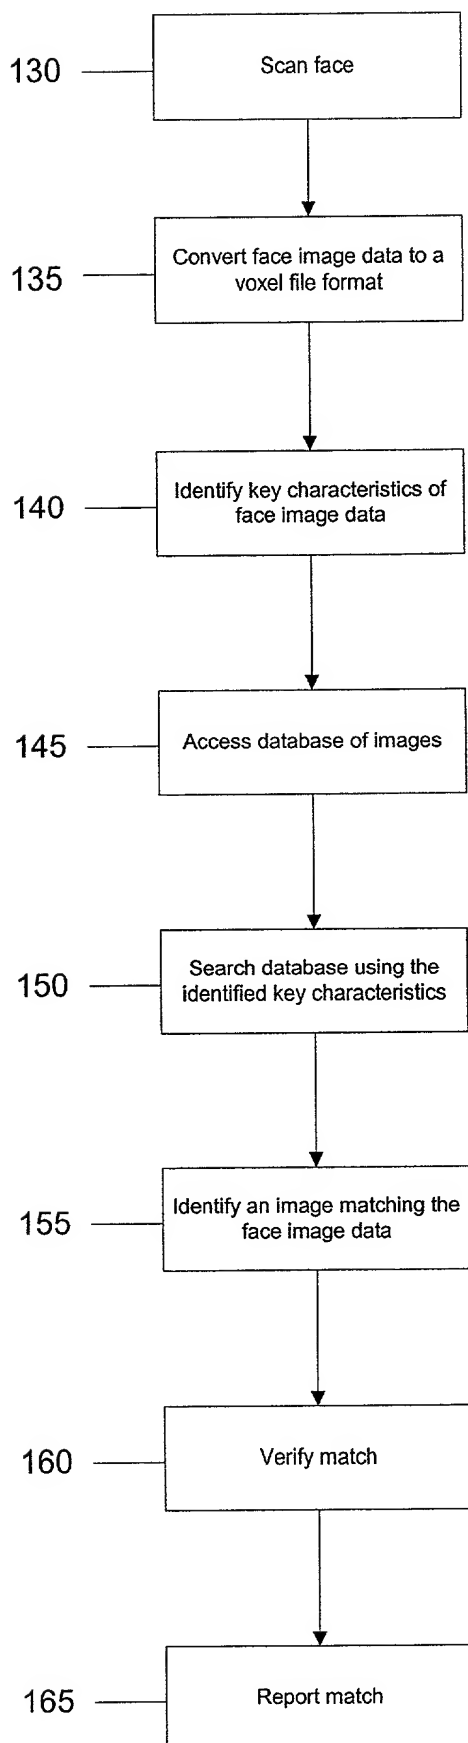 130
Scan face
135
Convert face image data to a
voxel file format
140
Identify key characteristics of
face image data
145
Access database of images
150
Search database using the
identified key characteristics
155
Identify an image matching the
face image data
160
Verify match
165
Report match